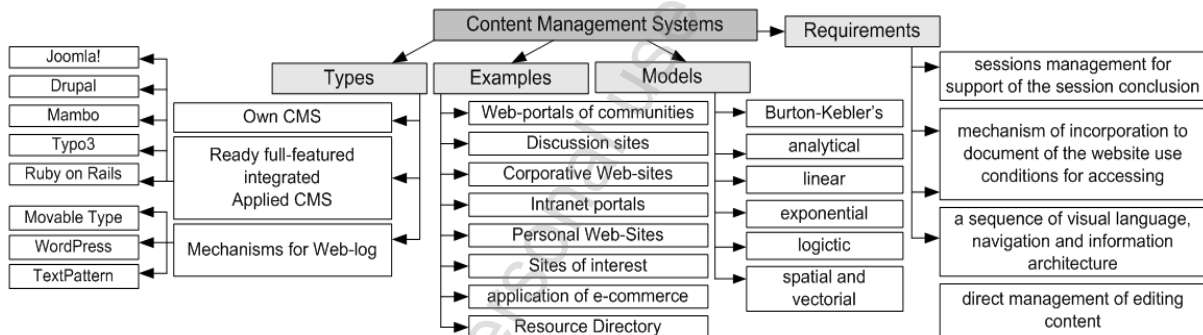 Content Management Systems
Requirements
Types
Examples
Models
Joomla!
Drupal
Mambo
Typo3
Ruby on Rails
Movable Type
WordPress
TextPattern
Own CMS
Ready full-featured
integrated
Applied CMS
Mechanisms for Web-log
Web-portals of communities
Discussion sites
Corporative Web-sites
Intranet portals
Personal Web-Sites
Sites of interest
application of e-commerce
Resource Directory
Burton-Kebler's
analytical
linear
exponential
logictic
spatial and
vectorial
sessions management for
support of the session conclusion
mechanism of incorporation to
document of the website use
conditions for accessing
a sequence of visual language,
navigation and information
architecture
direct management of editing
content
ersonal use